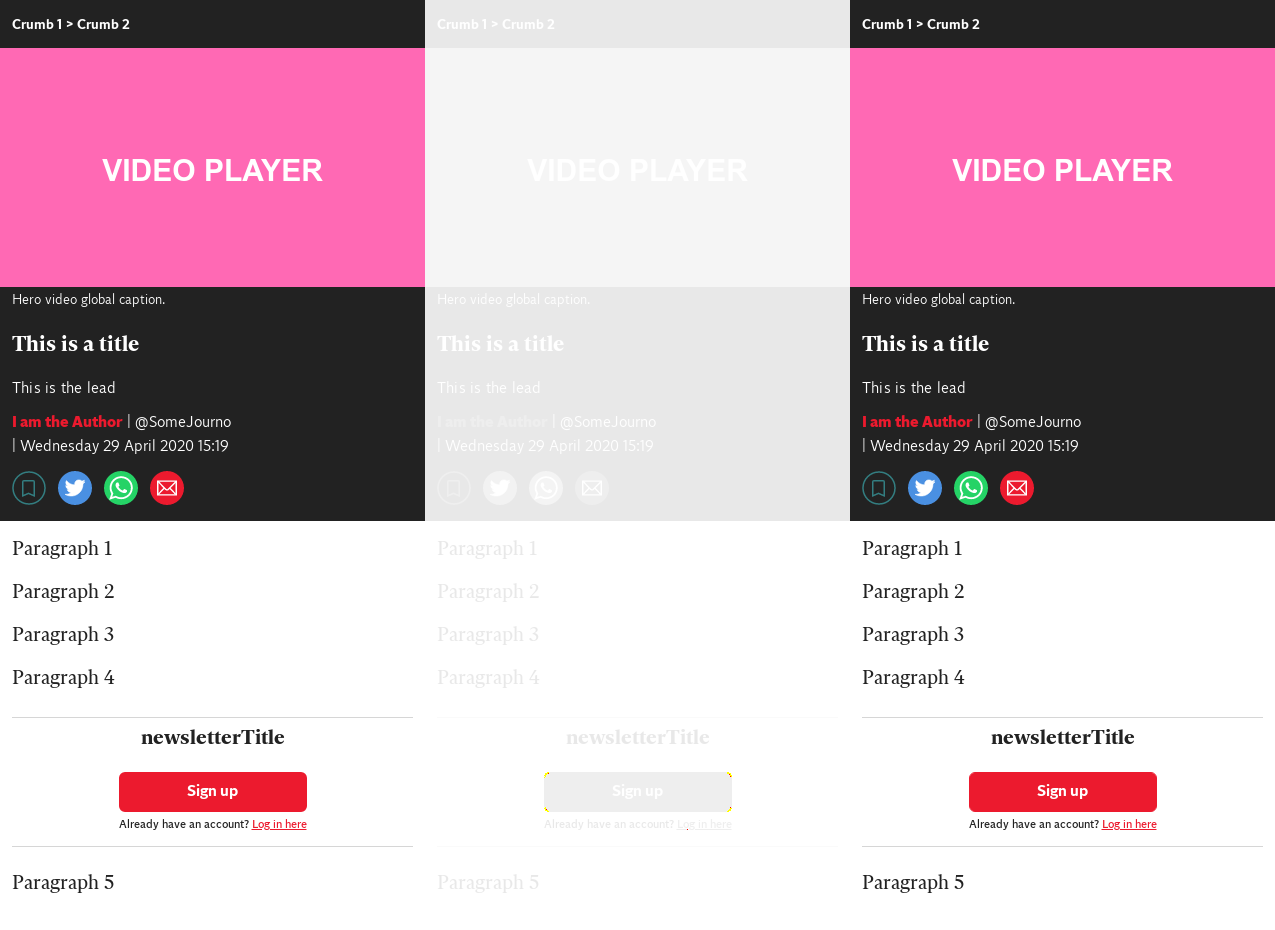 Crumb 1 > Crumb 2
VIDEO PLAYER
Hero video global caption.
This is a title
This is the lead
I am the Author | @SomeJourno
| Wednesday 29 April 2020 15:19
Paragraph 1
Paragraph 2
Paragraph 3
Paragraph 4
newsletterTitle
Sign up
Already have an account? Log in here
Paragraph 5
Crumb 1 > Crumb 2
VIDEO PLAYER
Hero video global caption.
This is a title
This is the lead
I am the Author | @SomeJourno
| Wednesday 29 April 2020 15:19
Paragraph 1
Paragraph 2
Paragraph 3
Paragraph 4
newsletterTitle
Sign up
Already have an account? Log in here
Paragraph 5
Crumb 1 > Crumb 2
VIDEO PLAYER
Hero video global caption.
This is a title
This is the lead
I am the Author | @SomeJourno
| Wednesday 29 April 2020 15:19
Paragraph 1
Paragraph 2
Paragraph 3
Paragraph 4
newsletterTitle
Sign up
Already have an account? Log in here
Paragraph 5